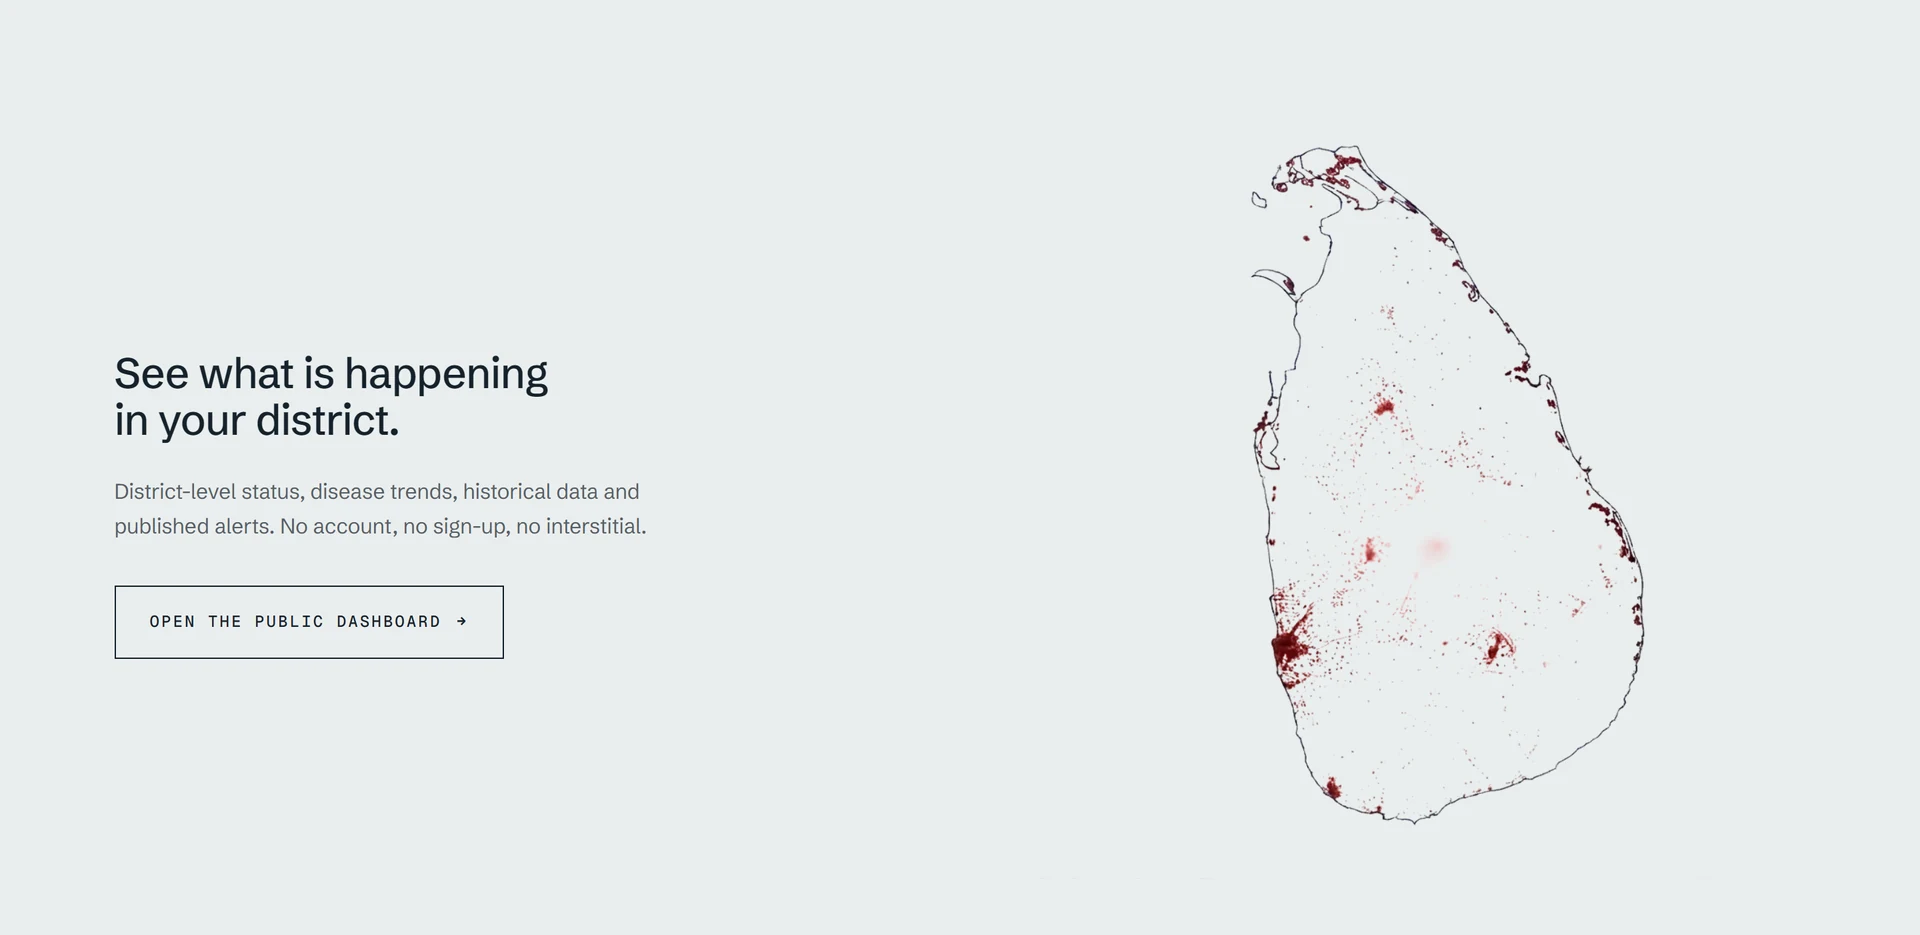 See what is happening
in your district.
District-level status, disease trends, historical data and
published alerts. No account, no sign-up, no interstitial.
OPEN THE PUBLIC DASHBOARD →